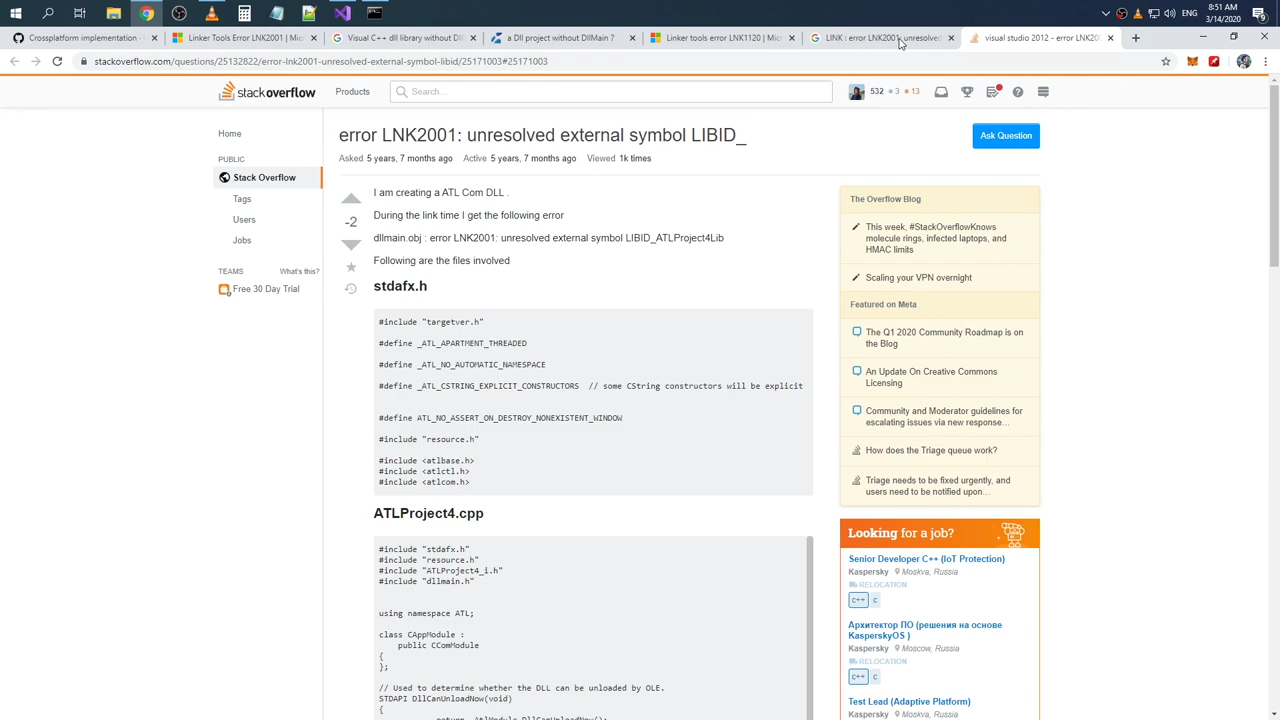 8:51 AM
ENG
3/14/2020
Crossplatform implementation -
Linker Tools Error LNK2001 | Micr
Visual C++ dll library without DLL
a Dll project without DllMain ?
Linker tools error LNK1120 | Micr
LINK : error LNK2001: unresolved
visual studio 2012 - error LNK200
stackoverflow.com/questions/25132822/error-lnk2001-unresolved-external-symbol-libid/25171003#25171003
stackoverflow
Products
Search...
532 3 13
Home
PUBLIC
Stack Overflow
Tags
Users
Jobs
TEAMS
What's this?
Free 30 Day Trial
error LNK2001: unresolved external symbol LIBID_
Ask Question
Asked 5 years, 7 months ago Active 5 years, 7 months ago Viewed 1k times
-2
I am creating a ATL Com DLL .
During the link time I get the following error
dllmain.obj : error LNK2001: unresolved external symbol LIBID_ATLProject4Lib
Following are the files involved
stdafx.h
#include "targetver.h"
#define _ATL_APARTMENT_THREADED
#define _ATL_NO_AUTOMATIC_NAMESPACE
#define _ATL_CSTRING_EXPLICIT_CONSTRUCTORS // some CString constructors will be explicit
#define ATL_NO_ASSERT_ON_DESTROY_NONEXISTENT_WINDOW
#include "resource.h"
#include <atlbase.h>
#include <atlctl.h>
#include <atlcom.h>
ATLProject4.cpp
#include "stdafx.h"
#include "resource.h"
#include "ATLProject4_i.h"
#include "dllmain.h"
using namespace ATL;
class CAppModule :
public CComModule
{
};
// Used to determine whether the DLL can be unloaded by OLE.
STDAPI DllCanUnloadNow(void)
{
return _AtlModule.DllCanUnloadNow();
The Overflow Blog
This week, #StackOverflowKnows
molecule rings, infected laptops, and
HMAC limits
Scaling your VPN overnight
Featured on Meta
The Q1 2020 Community Roadmap is on
the Blog
An Update On Creative Commons
Licensing
Community and Moderator guidelines for
escalating issues via new response…
How does the Triage queue work?
Triage needs to be fixed urgently, and
users need to be notified upon…
Looking for a job?
Senior Developer C++ (IoT Protection)
Kaspersky Moskva, Russia
RELOCATION
c++ c
Архитектор ПО (решения на основе
KasperskyOS )
Kaspersky Moscow, Russia
RELOCATION
c++ c
Test Lead (Adaptive Platform)
Kaspersky Moskva, Russia